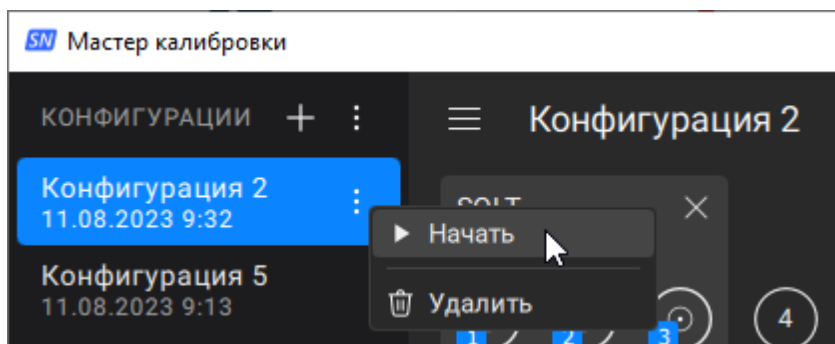 SN Мастер калибровки
КОНФИГУРАЦИИ
Конфигурация 2
Конфигурация 2
11.08.2023 9:32
Начать
Удалить
Конфигурация 5
11.08.2023 9:13
1
2
3
4